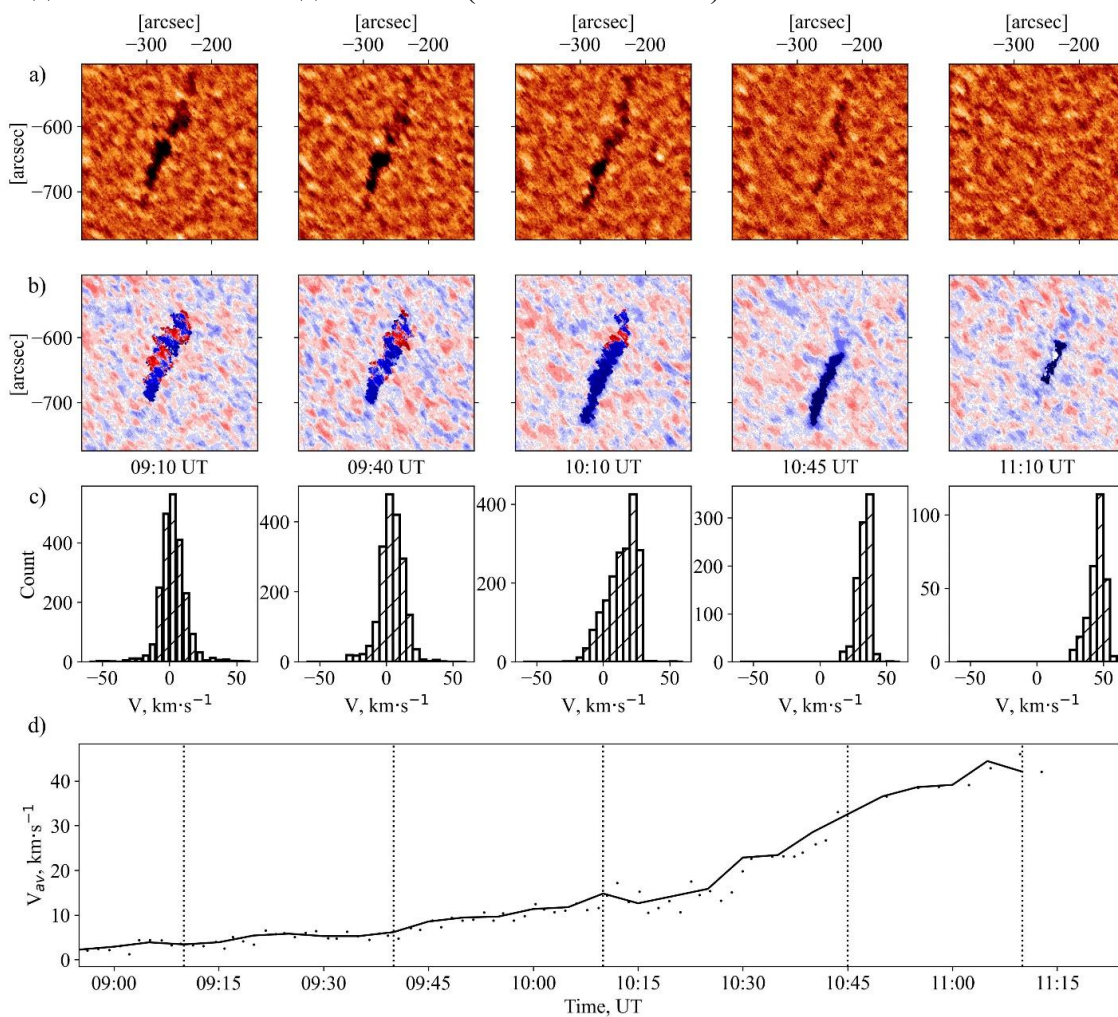 [arcsec] [arcsec] [arcsec] [arcsec] [arcsec]
−300 −200 −300 −200 −300 −200 −300 −200 −300 −200
a)
[arcsec]
−600
−700
b)
[arcsec]
−600
−700
09:10 UT 09:40 UT 10:10 UT 10:45 UT 11:10 UT
c)
Count
400
200
0
400
200
0
400
200
0
300
200
100
0
100
50
0
−50 0 50 −50 0 50 −50 0 50 −50 0 50 −50 0 50
V, km·s⁻¹ V, km·s⁻¹ V, km·s⁻¹ V, km·s⁻¹ V, km·s⁻¹
d)
Vav, km·s⁻¹
40
30
20
10
0
09:00 09:15 09:30 09:45 10:00 10:15 10:30 10:45 11:00 11:15
Time, UT